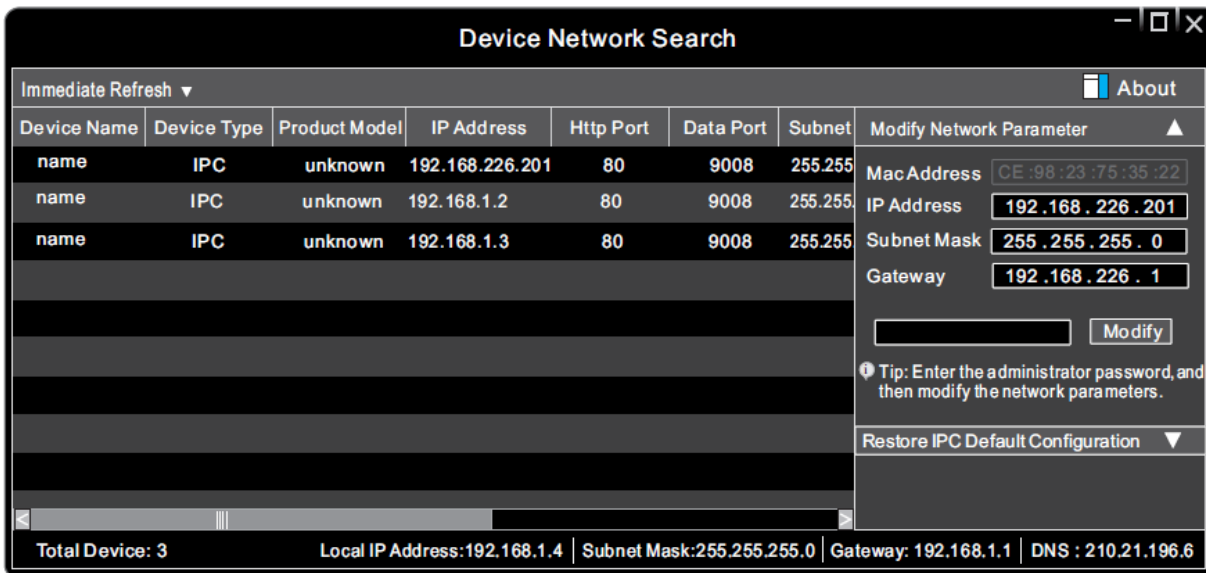 Device Network Search
Immediate Refresh ▼ About
Device Name Device Type Product Model IP Address Http Port Data Port Subnet Modify Network Parameter ▲
name IPC unknown 192.168.226.201 80 9008 255.255
name IPC unknown 192.168.1.2 80 9008 255.255.
name IPC unknown 192.168.1.3 80 9008 255.255.
Mac Address CE:98:23:75:35:22
IP Address 192.168.226.201
Subnet Mask 255.255.255.0
Gateway 192.168.226.1
Modify
Tip: Enter the administrator password, and
then modify the network parameters.
Restore IPC Default Configuration ▼
Total Device: 3 Local IP Address:192.168.1.4 Subnet Mask:255.255.255.0 Gateway: 192.168.1.1 DNS : 210.21.196.6